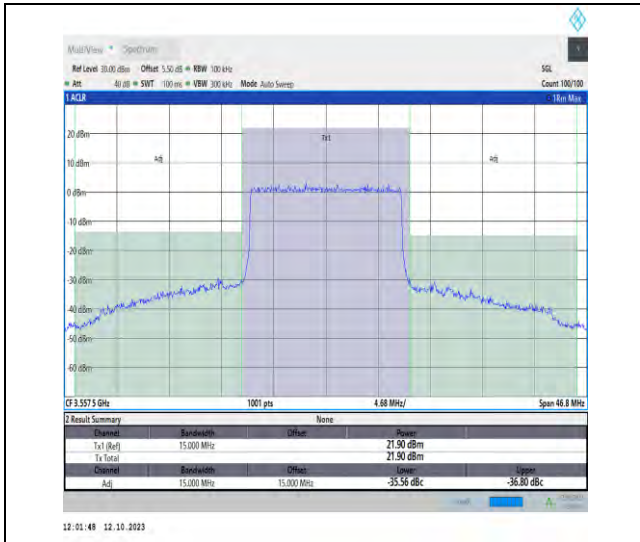 MultiView Spectrum
Ref Level 30.00 dBm Offset 5.50 dB RBW 100 kHz SGL
Att 40 dB SWT 100 ms VBW 300 kHz Mode Auto Sweep Count 100/100
1 ACLR 1Rm Max
Tx1
Adj Adj
20 dBm
10 dBm
0 dBm
-10 dBm
-20 dBm
-30 dBm
-40 dBm
-50 dBm
-60 dBm
CF 3.5575 GHz 1001 pts 4.68 MHz/ Span 46.8 MHz
2 Result Summary None
Channel Bandwidth Offset Power
Tx1 (Ref) 15.000 MHz 21.90 dBm
Tx Total 21.90 dBm
Channel Bandwidth Offset Lower Upper
Adj 15.000 MHz 15.000 MHz -35.56 dBc -36.80 dBc
12:01:48 12.10.2023